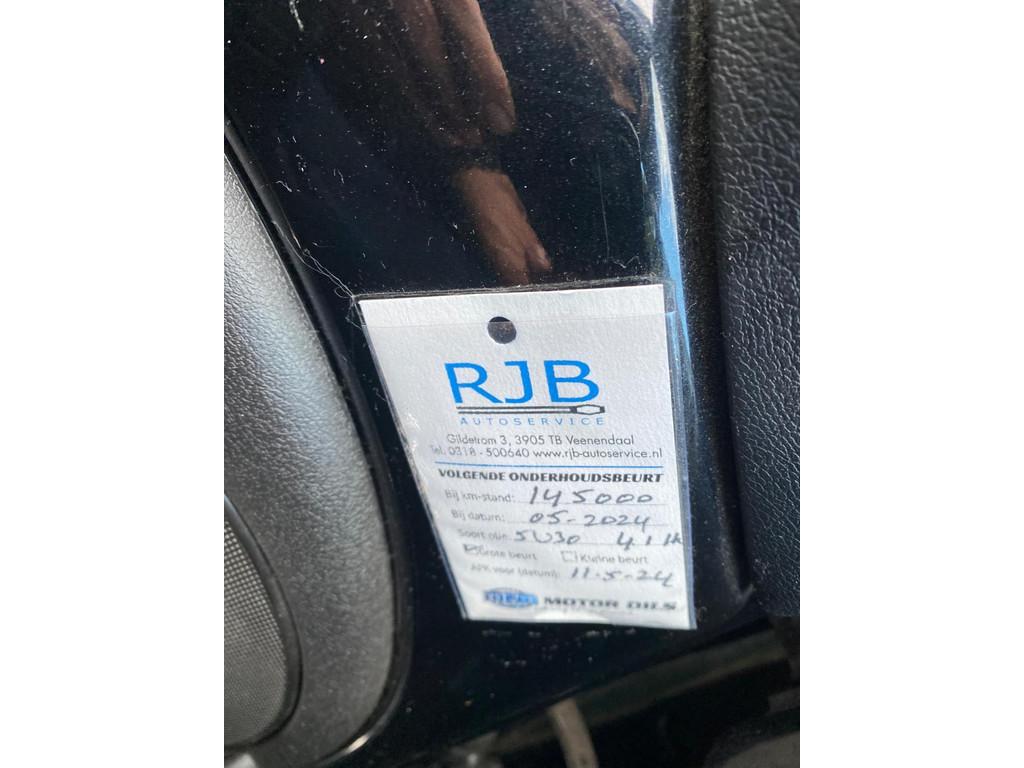 RJB
AUTOSERVICE
Gildetrom 3, 3905 TB Veenendaal
Tel. 0318 - 500640 www.rjb-autoservice.nl
VOLGENDE ONDERHOUDSBEURT
Bij km-stand: 145000
Bij datum: 05-2024
Soort olie: 5W30 4.1 ltr
Grote beurt Kleine beurt
APK voor (datum): 11-5-24
MOTOR OILS